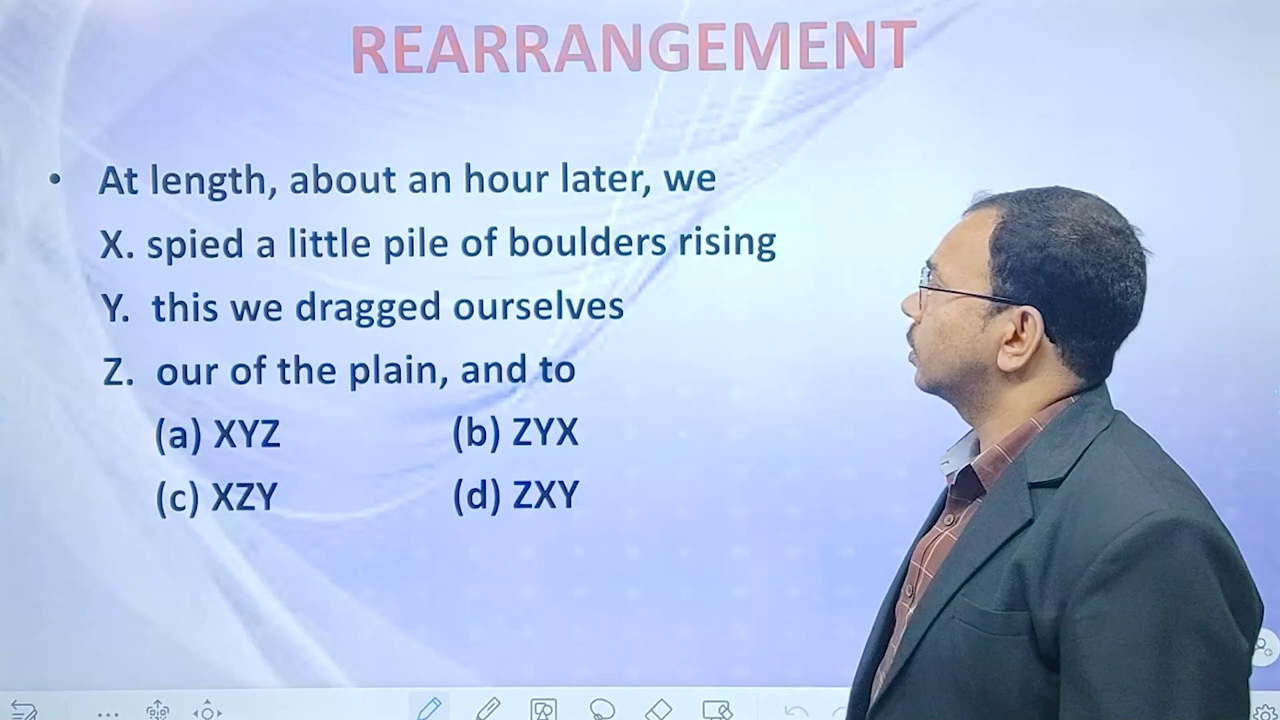 REARRANGEMENT
• At length, about an hour later, we
X. spied a little pile of boulders rising
Y. this we dragged ourselves
Z. our of the plain, and to
(a) XYZ (b) ZYX
(c) XZY (d) ZXY